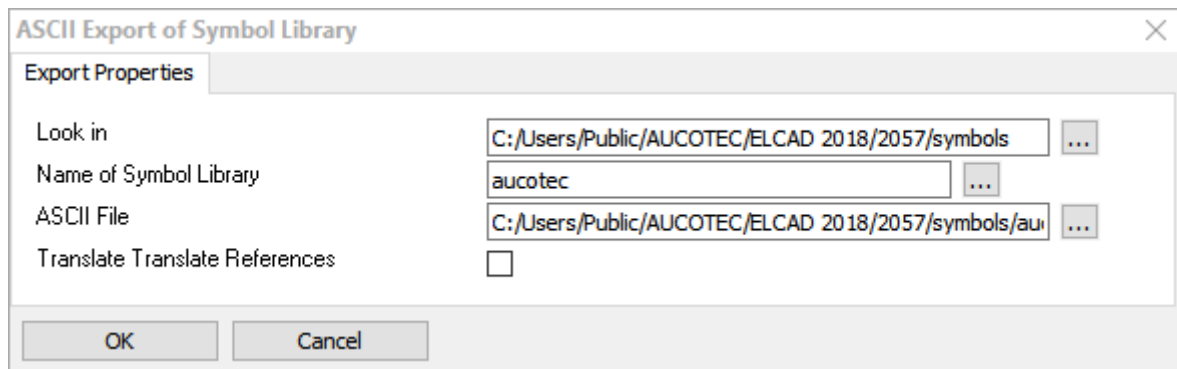 ASCII Export of Symbol Library
Export Properties
Look in C:/Users/Public/AUCOTEC/ELCAD 2018/2057/symbols ...
Name of Symbol Library aucotec ...
ASCII File C:/Users/Public/AUCOTEC/ELCAD 2018/2057/symbols/au ...
Translate Translate References
OK Cancel